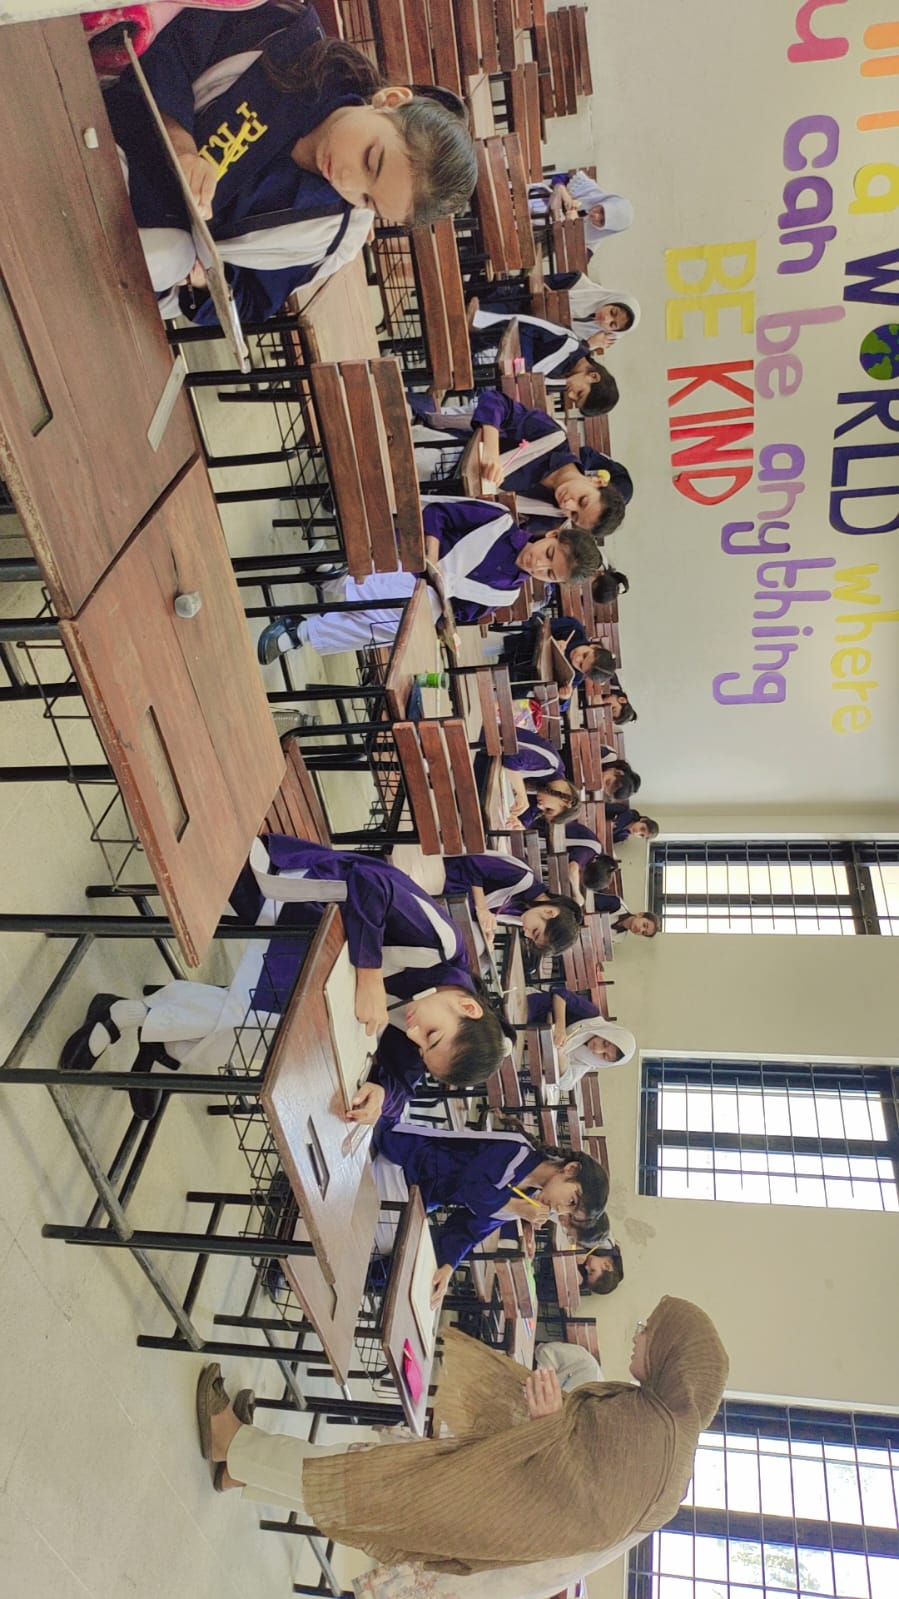 n a WORLD where
u can be anything
BE KIND